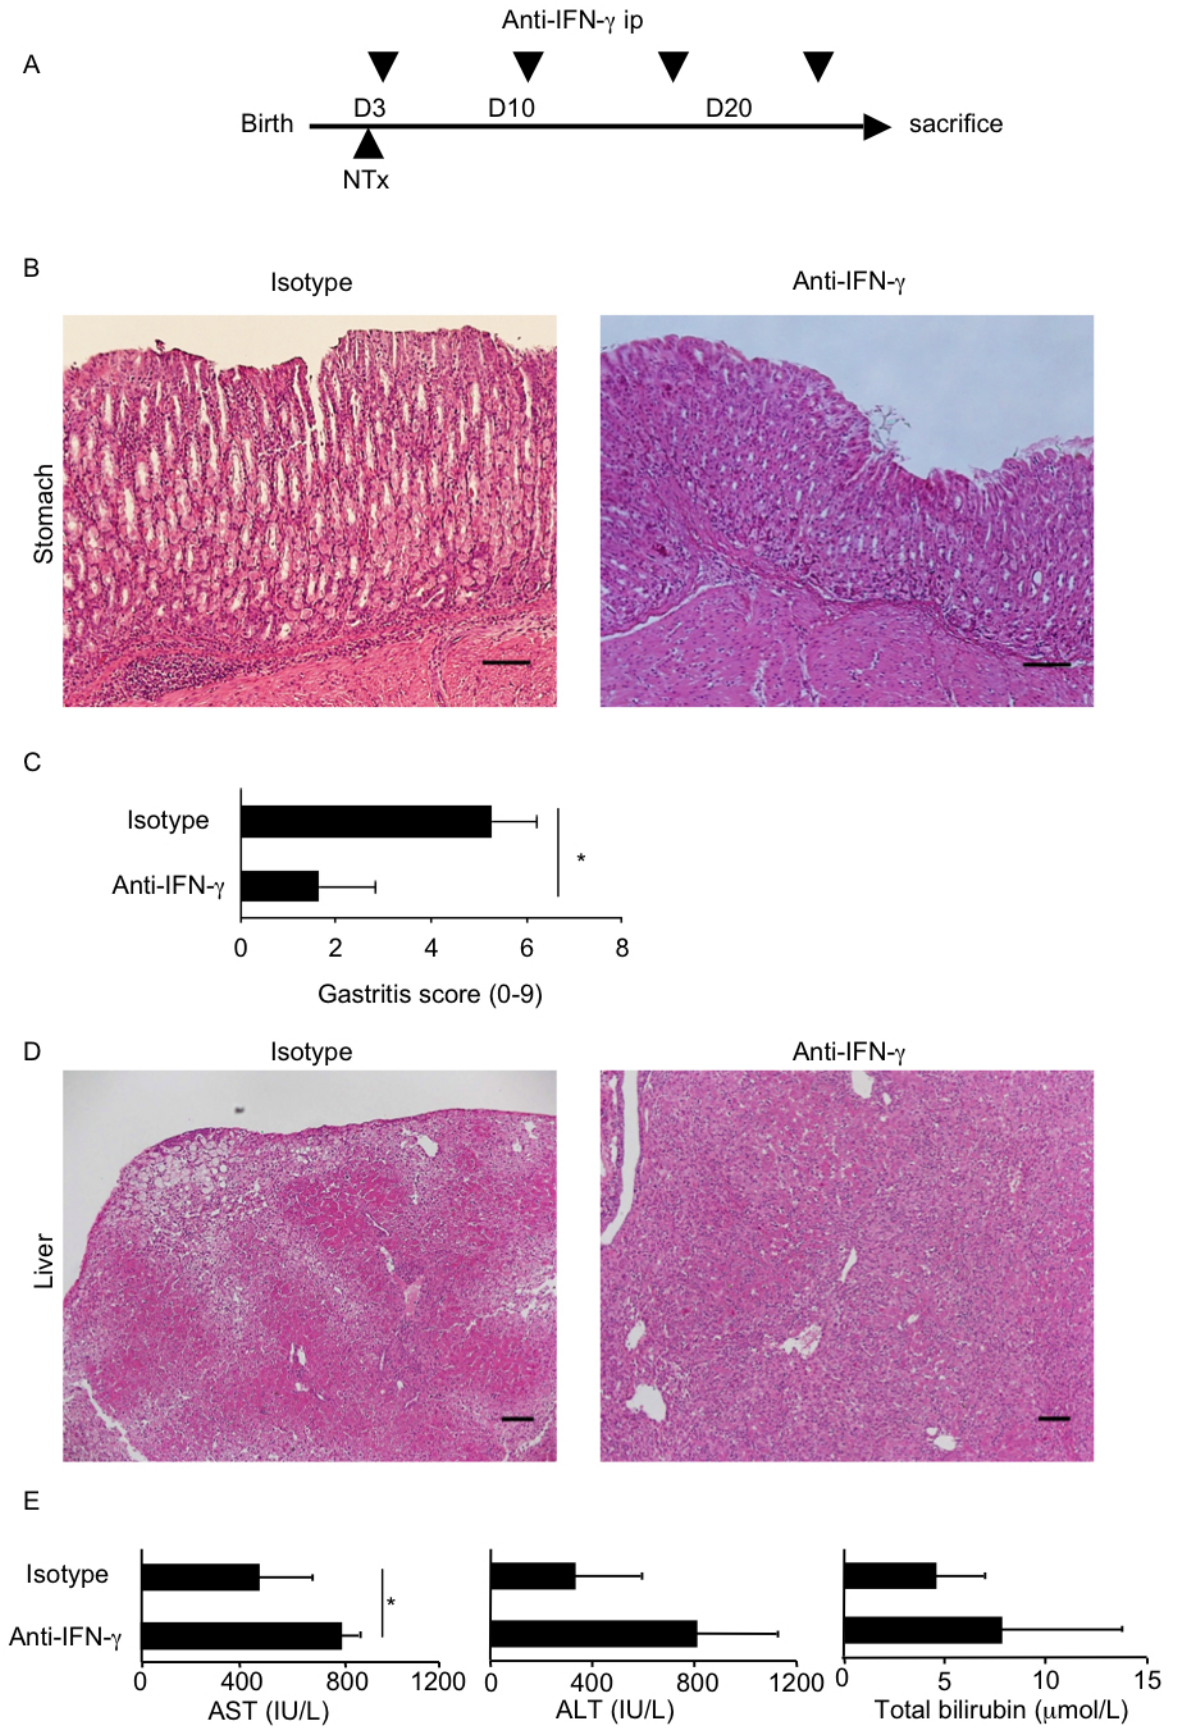 Anti-IFN-γ ip
A
D3 D10 D20
Birth sacrifice
NTx
B
Isotype Anti-IFN-γ
Stomach
C
Isotype
*
Anti-IFN-γ
0 2 4 6 8
Gastritis score (0-9)
D
Isotype Anti-IFN-γ
Liver
E
Isotype
*
Anti-IFN-γ
0 400 800 1200 0 400 800 1200 0 5 10 15
AST (IU/L) ALT (IU/L) Total bilirubin (μmol/L)